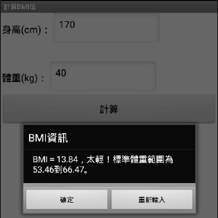 計算BMI值
身高(cm)：
170
體重(kg)：
40
計算
BMI資訊
BMI = 13.84，太輕！標準體重範圍為
53.46到66.47。
確定
重新輸入